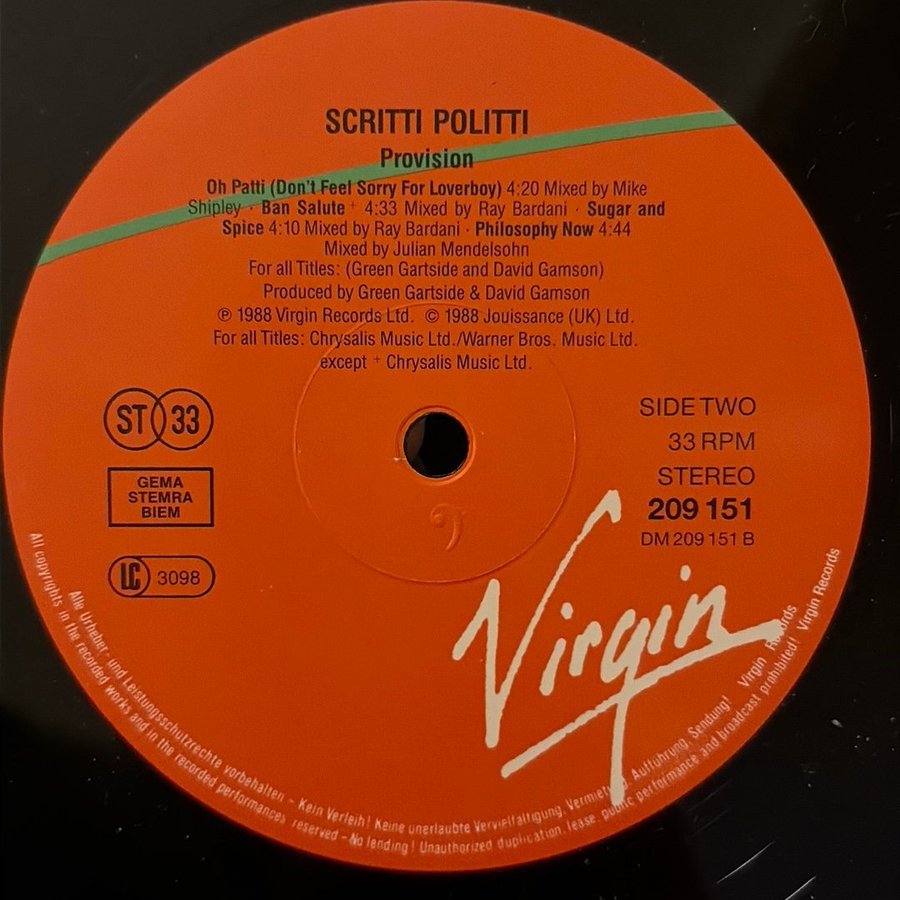 SCRITTI POLITTI
Provision
Oh Patti (Don't Feel Sorry For Loverboy) 4:20 Mixed by Mike
Shipley · Ban Salute + 4:33 Mixed by Ray Bardani · Sugar and
Spice 4:10 Mixed by Ray Bardani · Philosophy Now 4:44
Mixed by Julian Mendelsohn
For all Titles: (Green Gartside and David Gamson)
Produced by Green Gartside & David Gamson
℗ 1988 Virgin Records Ltd. © 1988 Jouissance (UK) Ltd.
For all Titles: Chrysalis Music Ltd./Warner Bros. Music Ltd.
except + Chrysalis Music Ltd.
ST 33
GEMA
STEMRA
BIEM
LC 3098
SIDE TWO
33 RPM
STEREO
209 151
DM 209 151 B
Virgin
Alle Urheber- und Leistungsschutzrechte vorbehalten – Kein Verleih! Keine unerlaubte Vervielfältigung, Vermietung, Aufführung, Sendung! Virgin Records
All copyrights in the recorded works and in the recorded performances reserved – No lending! Unauthorized duplication, lease, public performance and broadcast prohibited! Virgin Records